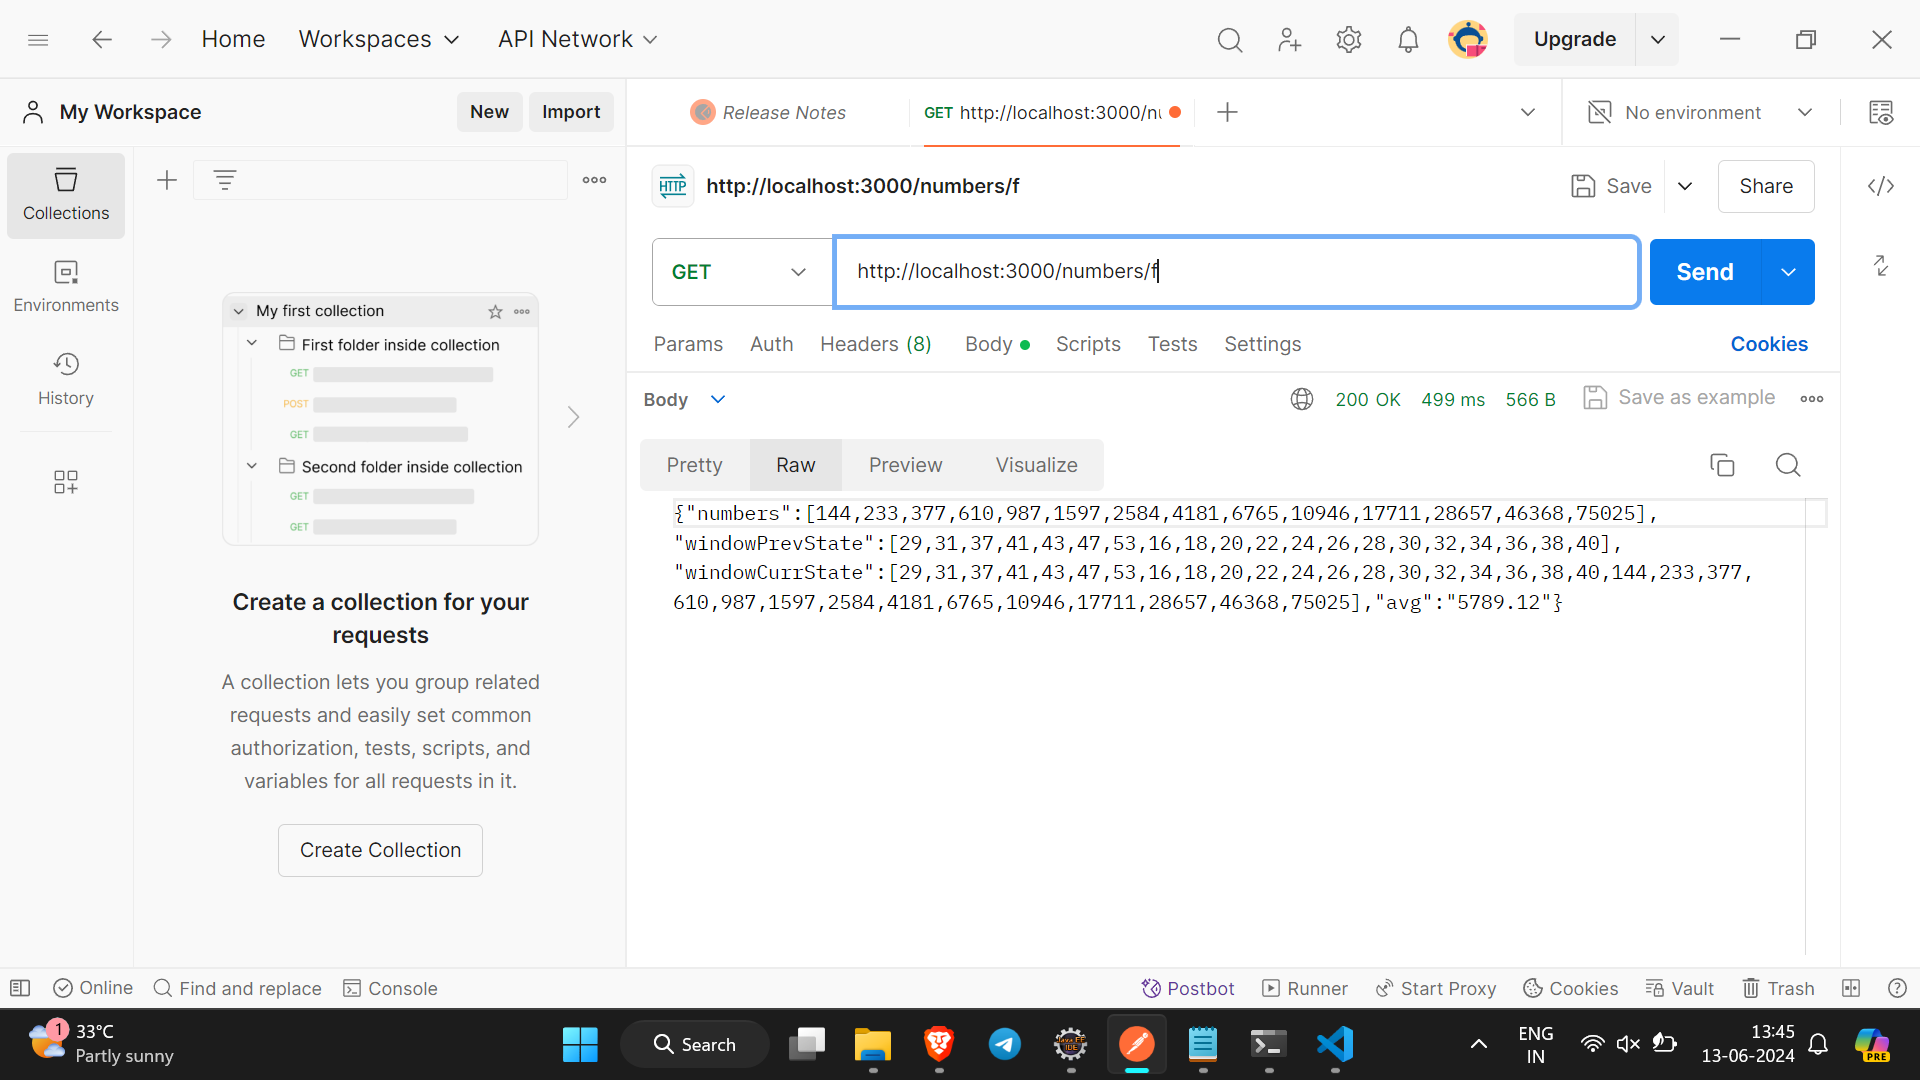 Home
Workspaces
API Network
Upgrade
My Workspace
New
Import
Release Notes
GET http://localhost:3000/nu
No environment
Collections
Environments
History
My first collection
First folder inside collection
GET
POST
GET
Second folder inside collection
GET
GET
Create a collection for your
requests
A collection lets you group related
requests and easily set common
authorization, tests, scripts, and
variables for all requests in it.
Create Collection
HTTP http://localhost:3000/numbers/f
Save
Share
GET
http://localhost:3000/numbers/f
Send
Params
Auth
Headers (8)
Body
Scripts
Tests
Settings
Cookies
Body
200 OK
499 ms
566 B
Save as example
Pretty
Raw
Preview
Visualize
{"numbers":[144,233,377,610,987,1597,2584,4181,6765,10946,17711,28657,46368,75025],
"windowPrevState":[29,31,37,41,43,47,53,16,18,20,22,24,26,28,30,32,34,36,38,40],
"windowCurrState":[29,31,37,41,43,47,53,16,18,20,22,24,26,28,30,32,34,36,38,40,144,233,377,
610,987,1597,2584,4181,6765,10946,17711,28657,46368,75025],"avg":"5789.12"}
Online
Find and replace
Console
Postbot
Runner
Start Proxy
Cookies
Vault
Trash
1
33°C
Partly sunny
Search
ENG
IN
13:45
13-06-2024
PRE